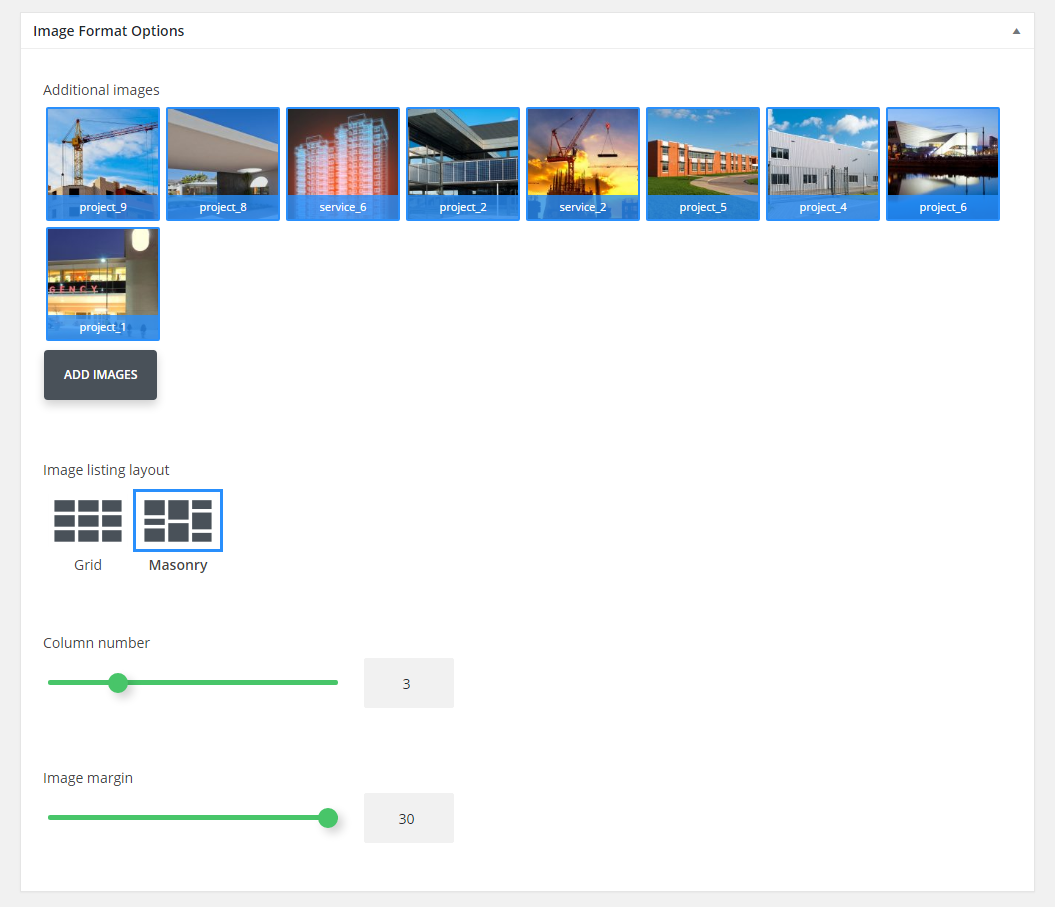 Image Format Options
Additional images
project_9
project_8
service_6
project_2
service_2
project_5
project_4
project_6
GENCY
project_1
ADD IMAGES
Image listing layout
Grid
Masonry
Column number
3
Image margin
30